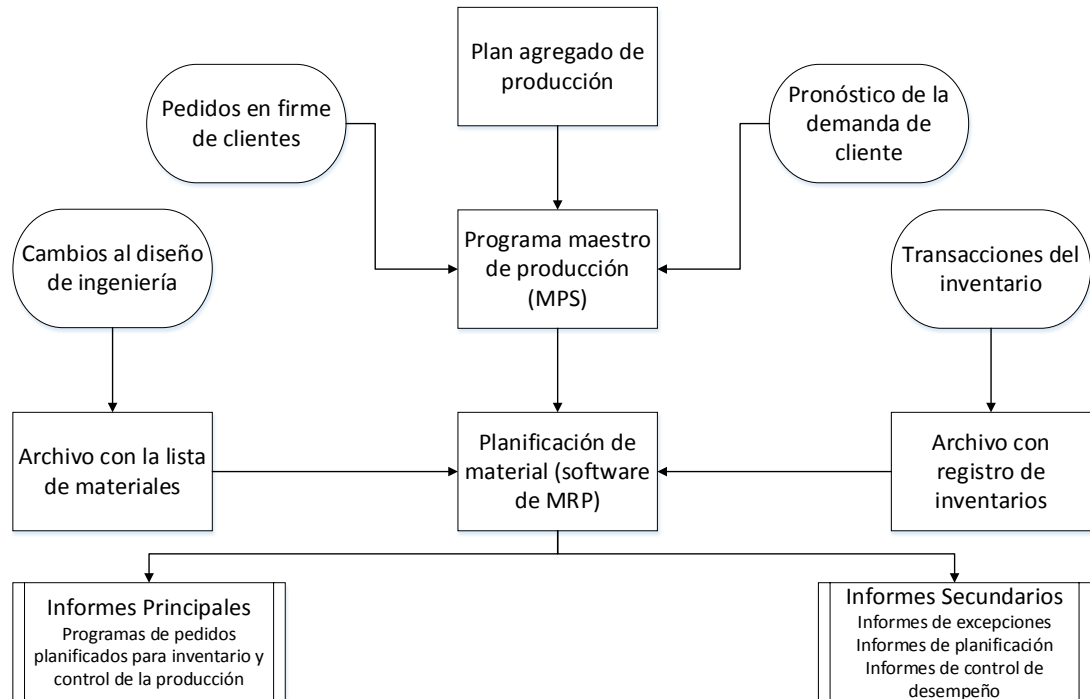 Plan agregado de
producción
Pedidos en firme
de clientes
Pronóstico de la
demanda de
cliente
Cambios al diseño
de ingeniería
Programa maestro
de producción
(MPS)
Transacciones del
inventario
Archivo con la lista
de materiales
Planificación de
material (software
de MRP)
Archivo con
registro de
inventarios
Informes Principales
Programas de pedidos
planificados para inventario y
control de la producción
Informes Secundarios
Informes de excepciones
Informes de planificación
Informes de control de
desempeño